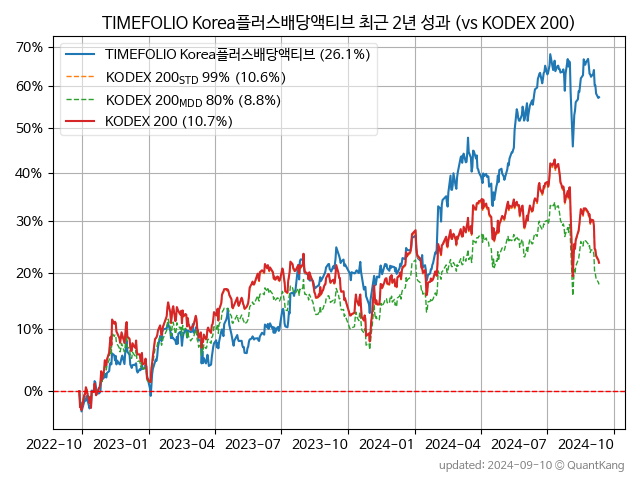 TIMEFOLIO Korea플러스배당액티브 최근 2년 성과 (vs KODEX 200)
TIMEFOLIO Korea플러스배당액티브 (26.1%)
KODEX 200STD 99% (10.6%)
KODEX 200MDD 80% (8.8%)
KODEX 200 (10.7%)
70%
60%
50%
40%
30%
20%
10%
0%
2022-10 2023-01 2023-04 2023-07 2023-10 2024-01 2024-04 2024-07 2024-10
updated: 2024-09-10 © QuantKang